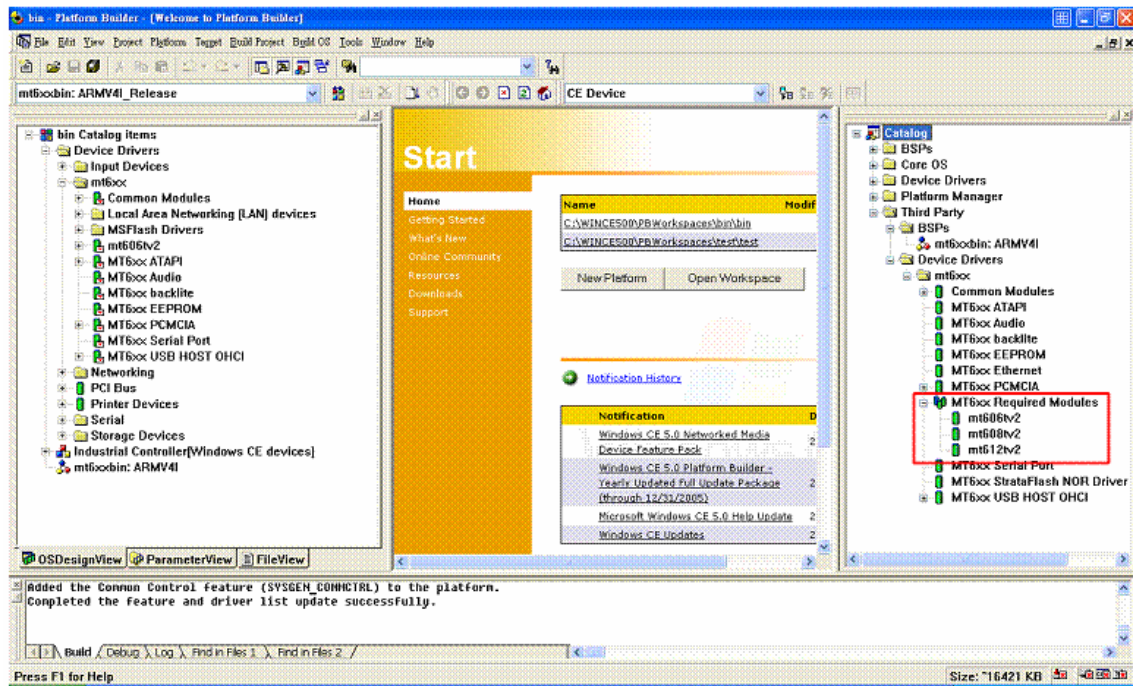 bin - Platform Builder - [Welcome to Platform Builder]
File Edit View Project Platform Target Build Project Build OS Tools Window Help
mt6xxbin: ARMV4I_Release
CE Device
bin Catalog items
Device Drivers
Input Devices
mt6xx
Common Modules
Local Area Networking (LAN) devices
MSFlash Drivers
mt606tv2
MT6xx ATAPI
MT6xx Audio
MT6xx backlite
MT6xx EEPROM
MT6xx PCMCIA
MT6xx Serial Port
MT6xx USB HOST OHCI
Networking
PCI Bus
Printer Devices
Serial
Storage Devices
Industrial Controller[Windows CE devices]
mt6xxbin: ARMV4I
OSDesignView ParameterView FileView
Start
Home
Getting Started
What's New
Online Community
Resources
Downloads
Support
Name Modif
C:\WINCE500\PBWorkspaces\bin\bin
C:\WINCE500\PBWorkspaces\test\test
New Platform Open Workspace
Notification History
Notification D
Windows CE 5.0 Networked Media
Device Feature Pack
2
Windows CE 5.0 Platform Builder -
Yearly Updated Full Update Package
(through 12/31/2005)
2
Microsoft Windows CE 5.0 Help Update 2
Windows CE Updates 2
Catalog
BSPs
Core OS
Device Drivers
Platform Manager
Third Party
BSPs
mt6xxbin: ARMV4I
Device Drivers
mt6xx
Common Modules
MT6xx ATAPI
MT6xx Audio
MT6xx backlite
MT6xx EEPROM
MT6xx Ethernet
MT6xx PCMCIA
MT6xx Required Modules
mt606tv2
mt608tv2
mt612tv2
MT6xx Serial Port
MT6xx StrataFlash NOR Driver
MT6xx USB HOST OHCI
Added the Common Control feature (SYSGEN_COMMCTRL) to the platform.
Completed the feature and driver list update successfully.
Build Debug Log Find in Files 1 Find in Files 2
Press F1 for Help
Size: ~16421 KB